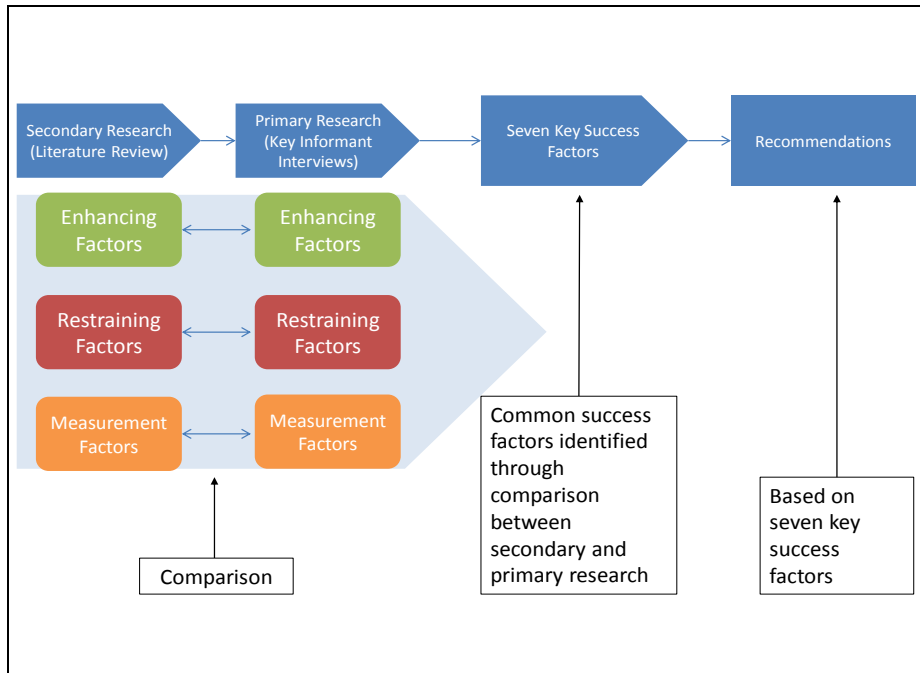 Secondary Research
(Literature Review)
Primary Research
(Key Informant
Interviews)
Seven Key Success
Factors
Recommendations
Enhancing
Factors
Enhancing
Factors
Restraining
Factors
Restraining
Factors
Measurement
Factors
Measurement
Factors
Comparison
Common success
factors identified
through
comparison
between
secondary and
primary research
Based on
seven key
success
factors